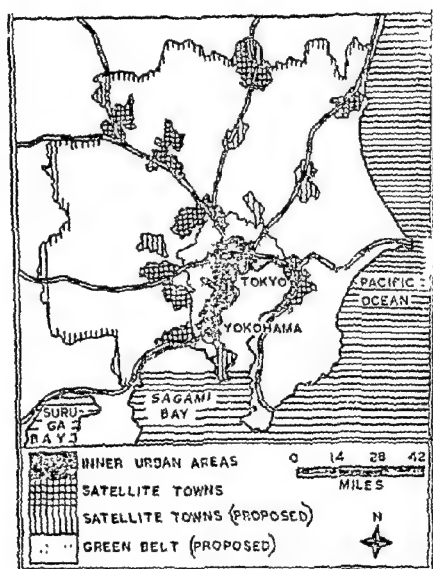 TOKYO
PACIFIC
OCEAN
YOKOHAMA
SAGAMI
BAY
SURU
GA
BAY
INNER URBAN AREAS
0 14 28 42
MILES
SATELLITE TOWNS
SATELLITE TOWNS (PROPOSED)
N
GREEN BELT (PROPOSED)